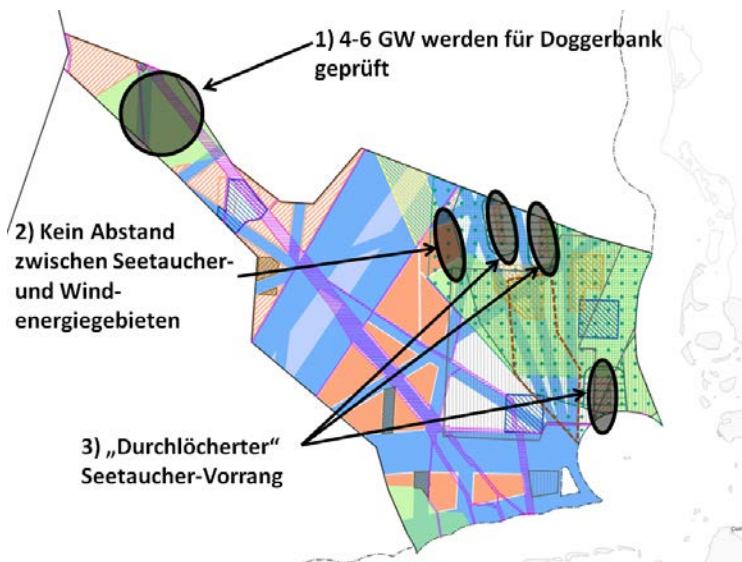 1) 4-6 GW werden für Doggerbank
geprüft
2) Kein Abstand
zwischen Seetaucher-
und Wind-
energiegebieten
3) „Durchlöcherter“
Seetaucher-Vorrang